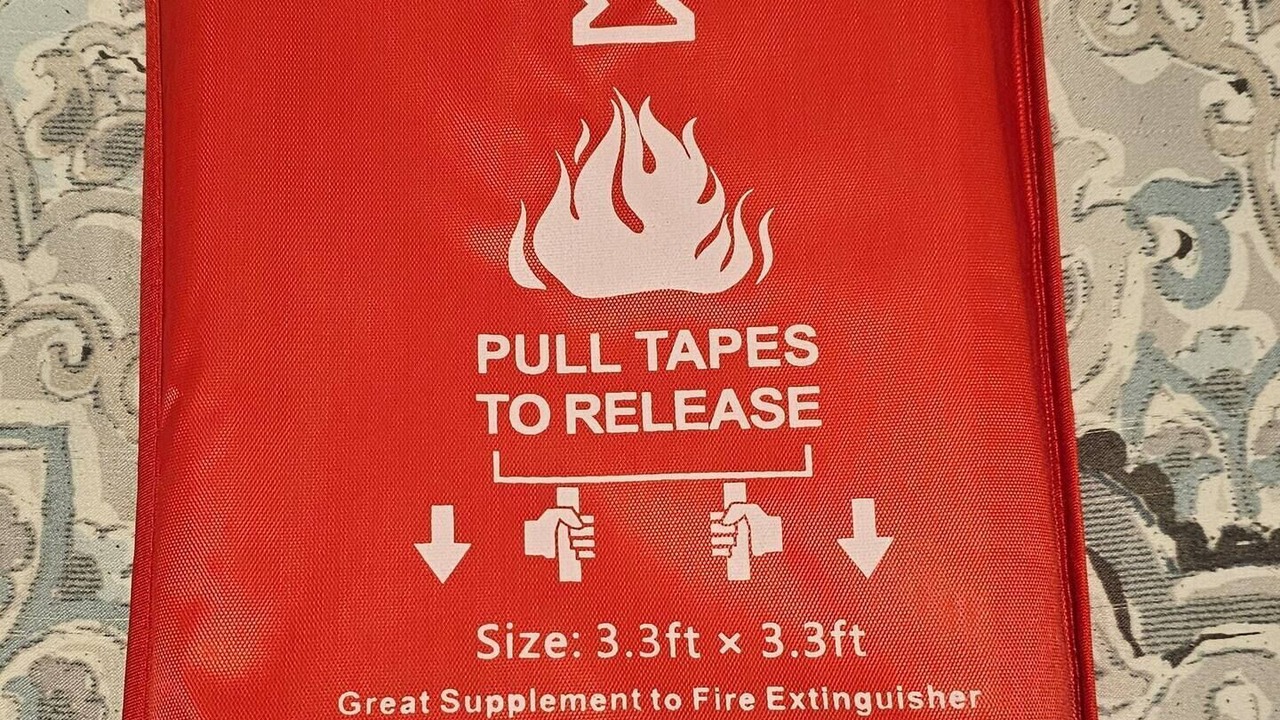 PULL TAPES
TO RELEASE
Size: 3.3ft × 3.3ft
Great Supplement to Fire Extinguisher